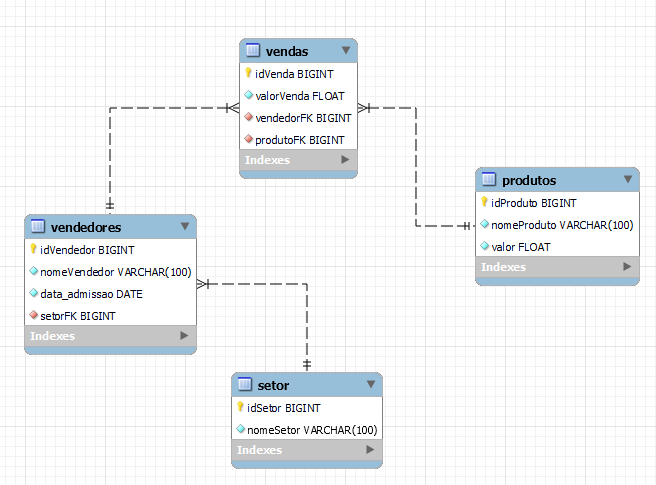 vendas
idVenda BIGINT
valorVenda FLOAT
vendedorFK BIGINT
produtoFK BIGINT
Indexes
produtos
idProduto BIGINT
nomeProduto VARCHAR(100)
valor FLOAT
Indexes
vendedores
idVendedor BIGINT
nomeVendedor VARCHAR(100)
data_admissao DATE
setorFK BIGINT
Indexes
setor
idSetor BIGINT
nomeSetor VARCHAR(100)
Indexes